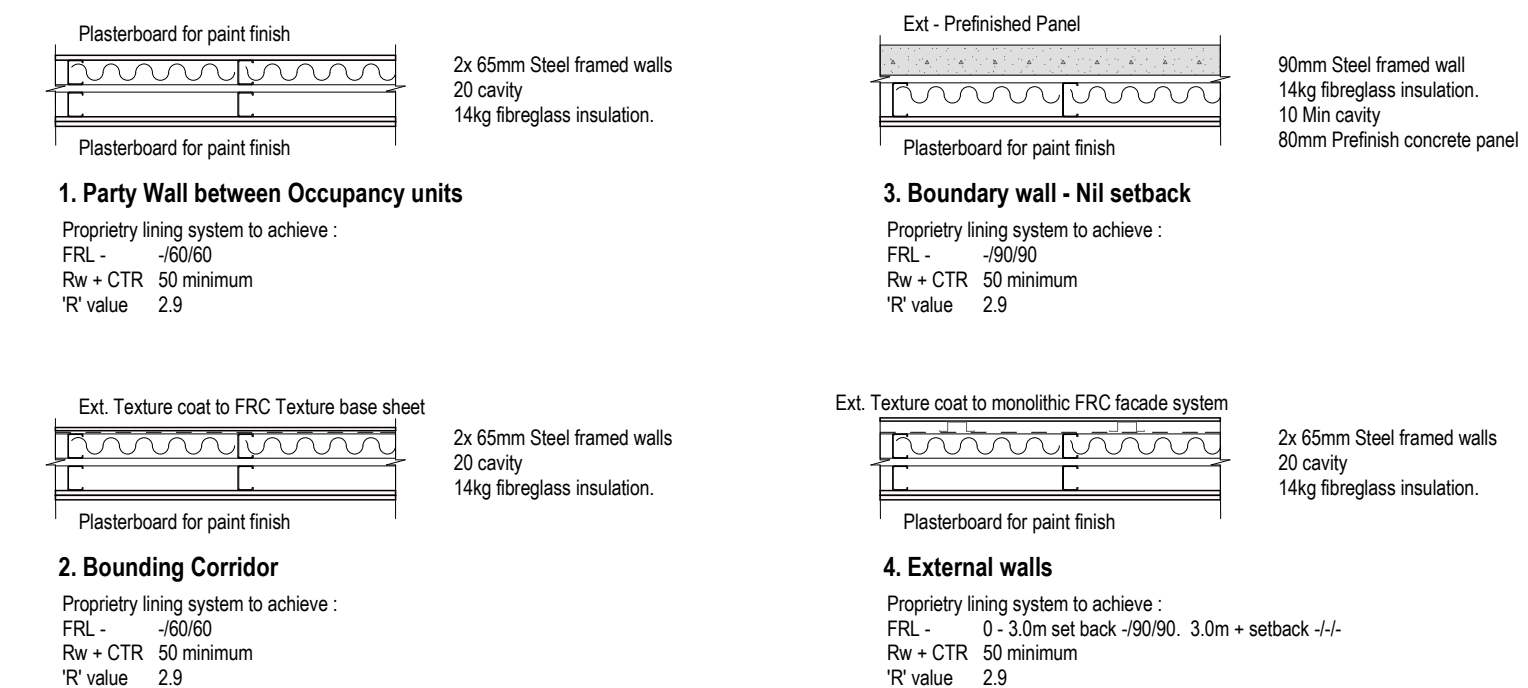 Plasterboard for paint finish
2x 65mm Steel framed walls
20 cavity
14kg fibreglass insulation.
Plasterboard for paint finish
1. Party Wall between Occupancy units
Proprietry lining system to achieve :
FRL - -/60/60
Rw + CTR 50 minimum
'R' value 2.9
Ext - Prefinished Panel
90mm Steel framed wall
14kg fibreglass insulation.
10 Min cavity
80mm Prefinish concrete panel
Plasterboard for paint finish
3. Boundary wall - Nil setback
Proprietry lining system to achieve :
FRL - -/90/90
Rw + CTR 50 minimum
'R' value 2.9
Ext. Texture coat to FRC Texture base sheet
2x 65mm Steel framed walls
20 cavity
14kg fibreglass insulation.
Plasterboard for paint finish
2. Bounding Corridor
Proprietry lining system to achieve :
FRL - -/60/60
Rw + CTR 50 minimum
'R' value 2.9
Ext. Texture coat to monolithic FRC facade system
2x 65mm Steel framed walls
20 cavity
14kg fibreglass insulation.
Plasterboard for paint finish
4. External walls
Proprietry lining system to achieve :
FRL - 0 - 3.0m set back -/90/90. 3.0m + setback -/-/-
Rw + CTR 50 minimum
'R' value 2.9